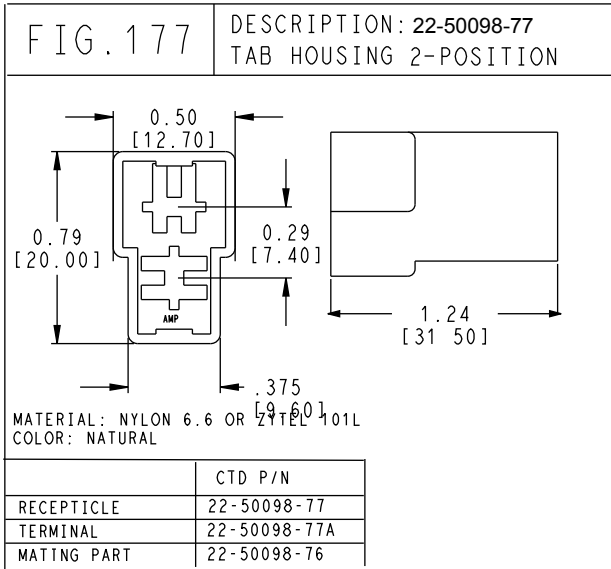 FIG.177
DESCRIPTION: 22-50098-77
TAB HOUSING 2-POSITION
0.50
[12.70]
0.79
[20.00]
0.29
[7.40]
AMP
1.24
[31 50]
.375
[9.60]
MATERIAL: NYLON 6.6 OR ZYTEL 101L
COLOR: NATURAL
CTD P/N
RECEPTICLE 22-50098-77
TERMINAL 22-50098-77A
MATING PART 22-50098-76